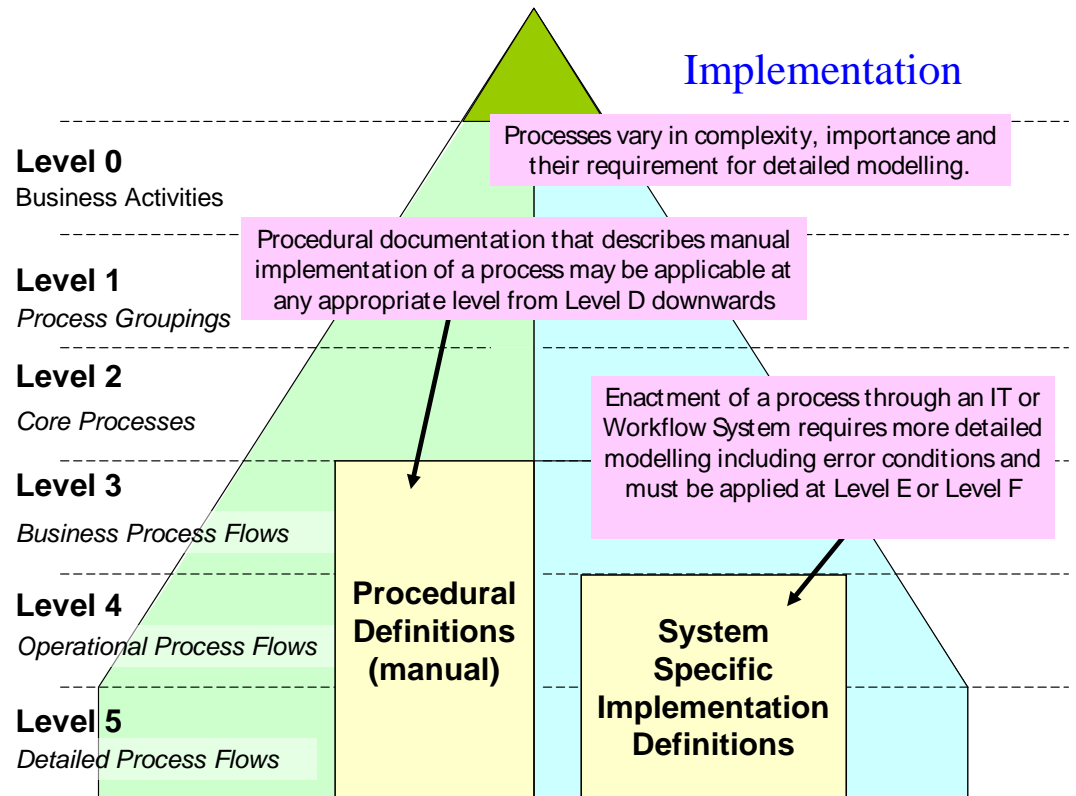 Implementation
Processes vary in complexity, importance and
their requirement for detailed modelling.
Level 0
Business Activities
Procedural documentation that describes manual
implementation of a process may be applicable at
any appropriate level from Level D downwards
Level 1
Process Groupings
Level 2
Core Processes
Enactment of a process through an IT or
Workflow System requires more detailed
modelling including error conditions and
must be applied at Level E or Level F
Level 3
Business Process Flows
Level 4
Operational Process Flows
Procedural
Definitions
(manual)
System
Specific
Implementation
Definitions
Level 5
Detailed Process Flows